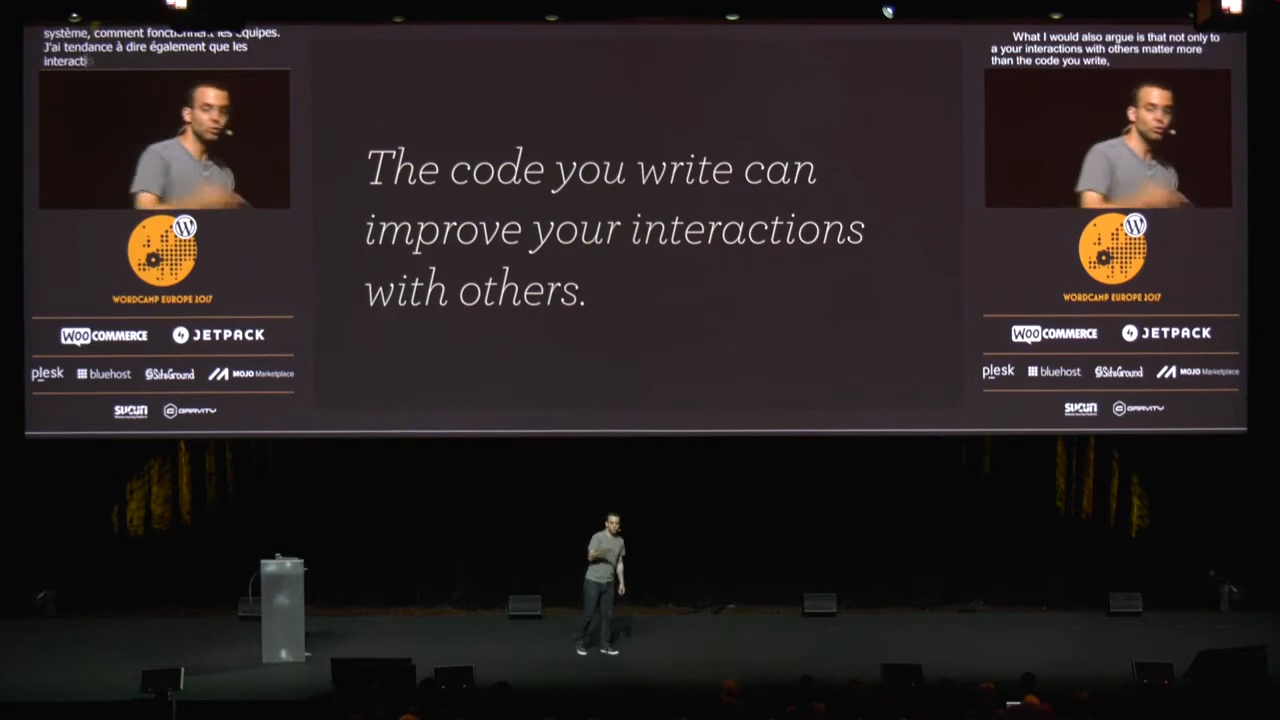 système, comment fonctionnent les équipes.
J'ai tendance à dire également que les
interacti
WORDCAMP EUROPE 2017
WOO COMMERCE JETPACK
plesk bluehost SiteGround MOJO Marketplace
SUCURI GRAVITY
The code you write can
improve your interactions
with others.
What I would also argue is that not only to
a your interactions with others matter more
than the code you write,
WORDCAMP EUROPE 2017
WOO COMMERCE JETPACK
plesk bluehost SiteGround MOJO Marketplace
SUCURI GRAVITY